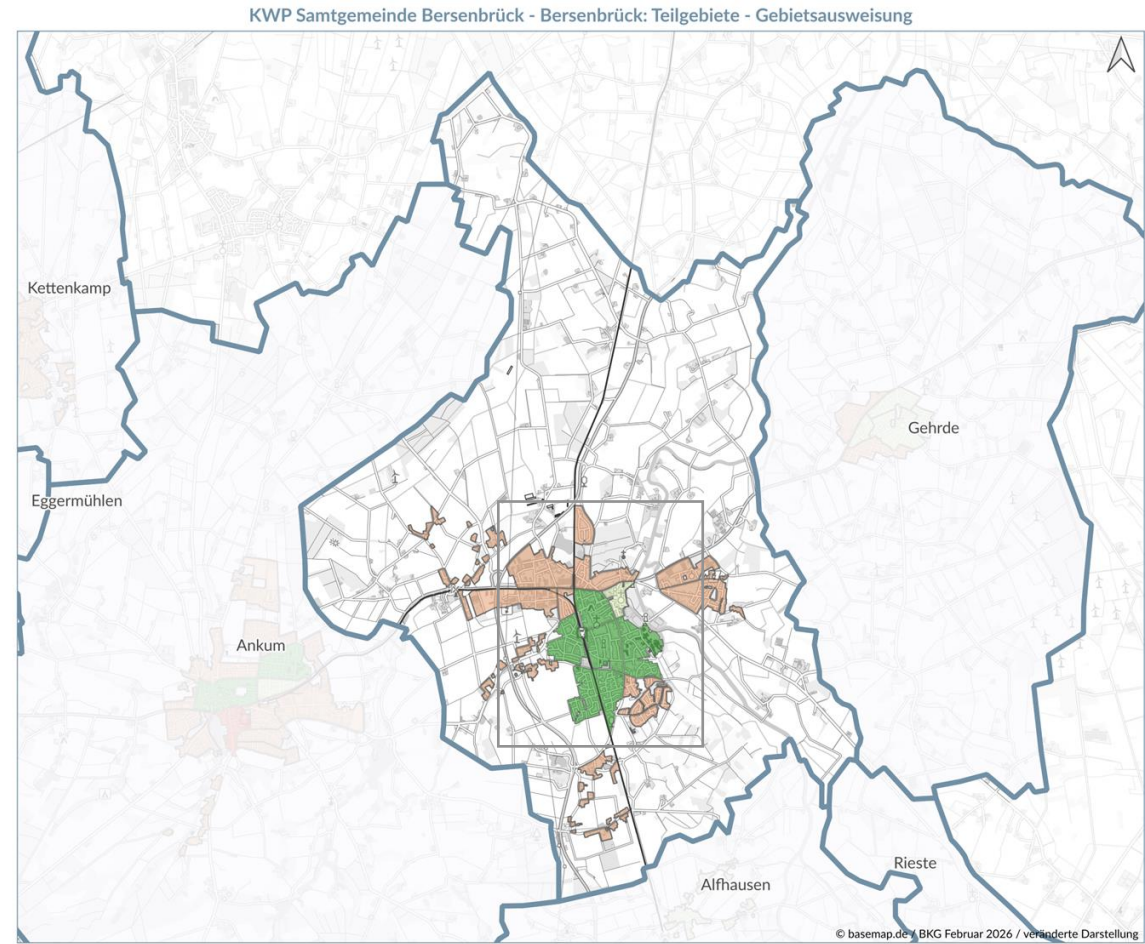 KWP Samtgemeinde Bersenbrück - Bersenbrück: Teilgebiete - Gebietsausweisung
Kettenkamp
Gehrde
Eggermühlen
Ankum
Rieste
Alfhausen
© basemap.de / BKG Februar 2026 / veränderte Darstellung